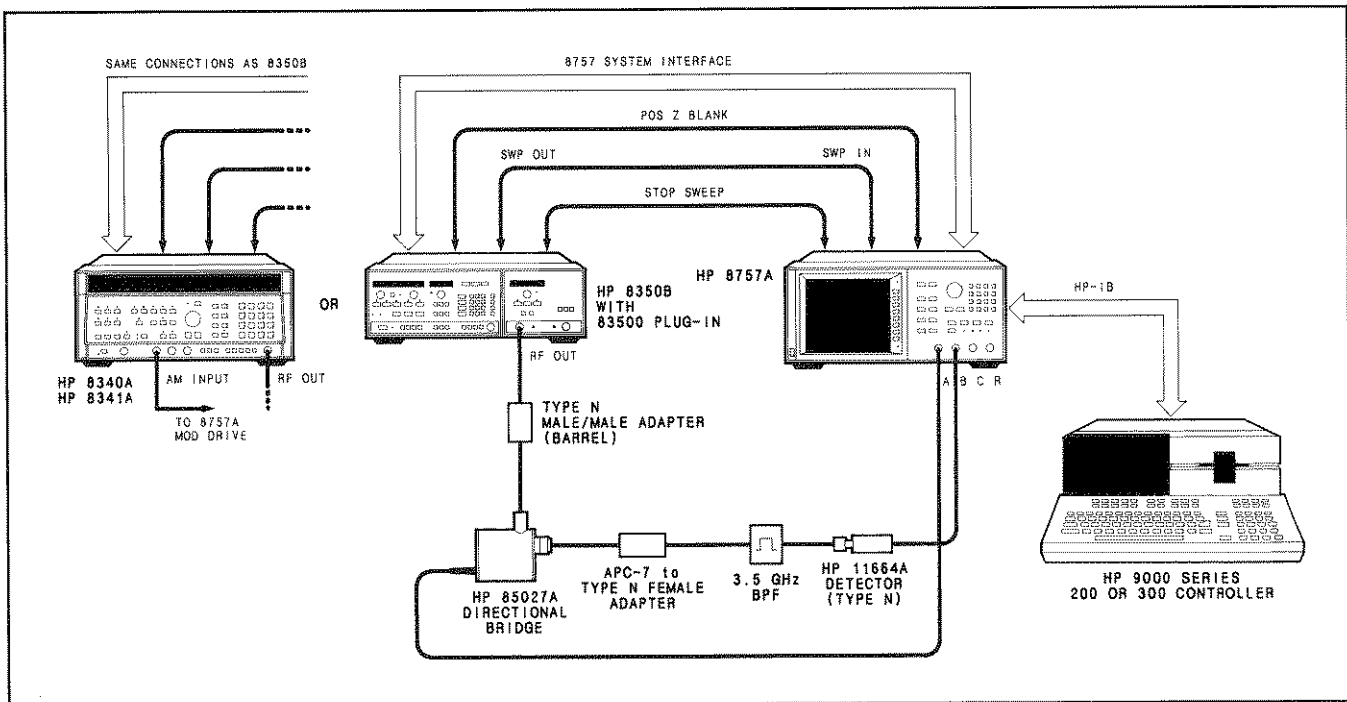 SAME CONNECTIONS AS 8350B
8757 SYSTEM INTERFACE
POS Z BLANK
SWP OUT
SWP IN
STOP SWEEP
HP 8757A
OR
HP 8350B
WITH
83500 PLUG-IN
HP-IB
RF OUT
A B C R
HP 8340A
HP 8341A
AM INPUT
RF OUT
TO 8757A
MOD DRIVE
TYPE N
MALE/MALE ADAPTER
(BARREL)
HP 85027A
DIRECTIONAL
BRIDGE
APC-7 to
TYPE N FEMALE
ADAPTER
3.5 GHz
BPF
HP 11664A
DETECTOR
(TYPE N)
HP 9000 SERIES
200 OR 300 CONTROLLER